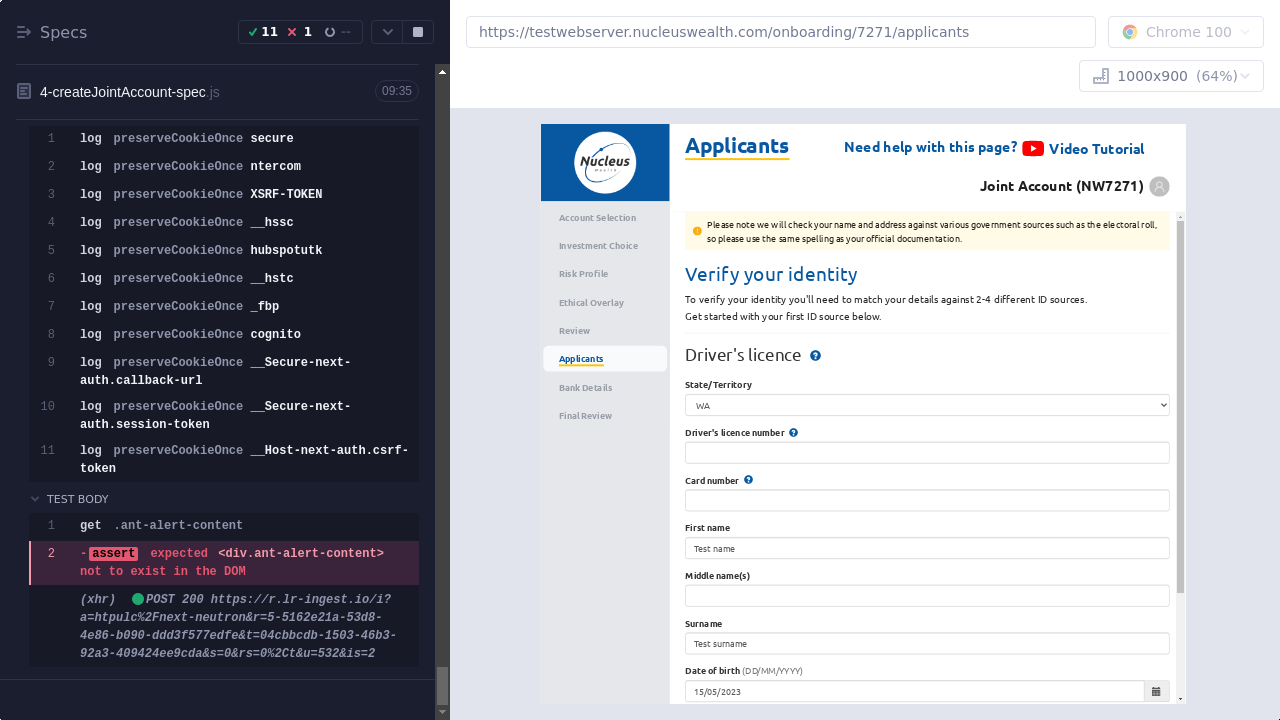 Specs
11
1
--
4-createJointAccount-spec.js
09:35
1 log preserveCookieOnce secure
2 log preserveCookieOnce ntercom
3 log preserveCookieOnce XSRF-TOKEN
4 log preserveCookieOnce __hssc
5 log preserveCookieOnce hubspotutk
6 log preserveCookieOnce __hstc
7 log preserveCookieOnce _fbp
8 log preserveCookieOnce cognito
9 log preserveCookieOnce __Secure-next-
auth.callback-url
10 log preserveCookieOnce __Secure-next-
auth.session-token
11 log preserveCookieOnce __Host-next-auth.csrf-
token
TEST BODY
1 get .ant-alert-content
2 -assert expected <div.ant-alert-content>
not to exist in the DOM
(xhr) POST 200 https://r.lr-ingest.io/i?
a=htpulc%2Fnext-neutron&r=5-5162e21a-53d8-
4e86-b090-ddd3f577edfe&t=04cbbcdb-1503-46b3-
92a3-409424ee9cda&s=0&rs=0%2Ct&u=532&is=2
https://testwebserver.nucleuswealth.com/onboarding/7271/applicants
Chrome 100
1000x900 (64%)
Nucleus
Wealth
Account Selection
Investment Choice
Risk Profile
Ethical Overlay
Review
Applicants
Bank Details
Final Review
Applicants
Need help with this page? Video Tutorial
Joint Account (NW7271)
Please note we will check your name and address against various government sources such as the electoral roll,
so please use the same spelling as your official documentation.
Verify your identity
To verify your identity you'll need to match your details against 2-4 different ID sources.
Get started with your first ID source below.
Driver's licence
State/Territory
WA
Driver's licence number
Card number
First name
Test name
Middle name(s)
Surname
Test surname
Date of birth (DD/MM/YYYY)
15/05/2023